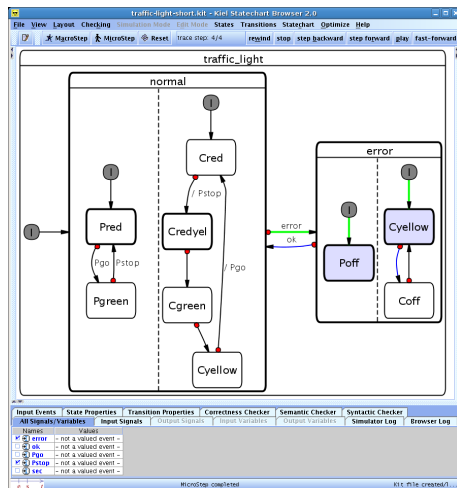 traffic-light-short.kit - Kiel Statechart Browser 2.0
File View Layout Checking Simulation Mode Edit Mode States Transitions Statechart Optimize Help
MacroStep MicroStep Reset trace step: 4/4 rewind stop step backward step forward play fast-forward
traffic_light
normal
I
Cred
error
/ Pstop
I
I
I
I
Pred
Credyel
error
Cyellow
ok
Poff
Pgo
Pstop
/ Pgo
Pgreen
Cgreen
Coff
Cyellow
Input Events State Properties Transition Properties Correctness Checker Semantic Checker Syntactic Checker
All Signals/Variables Input Signals Output Signals Input Variables Output Variables Simulator Log Browser Log
Names Values
error - not a valued event -
ok - not a valued event -
Pgo - not a valued event -
Pstop - not a valued event -
sec - not a valued event -
MicroStep completed
Kit file created/l